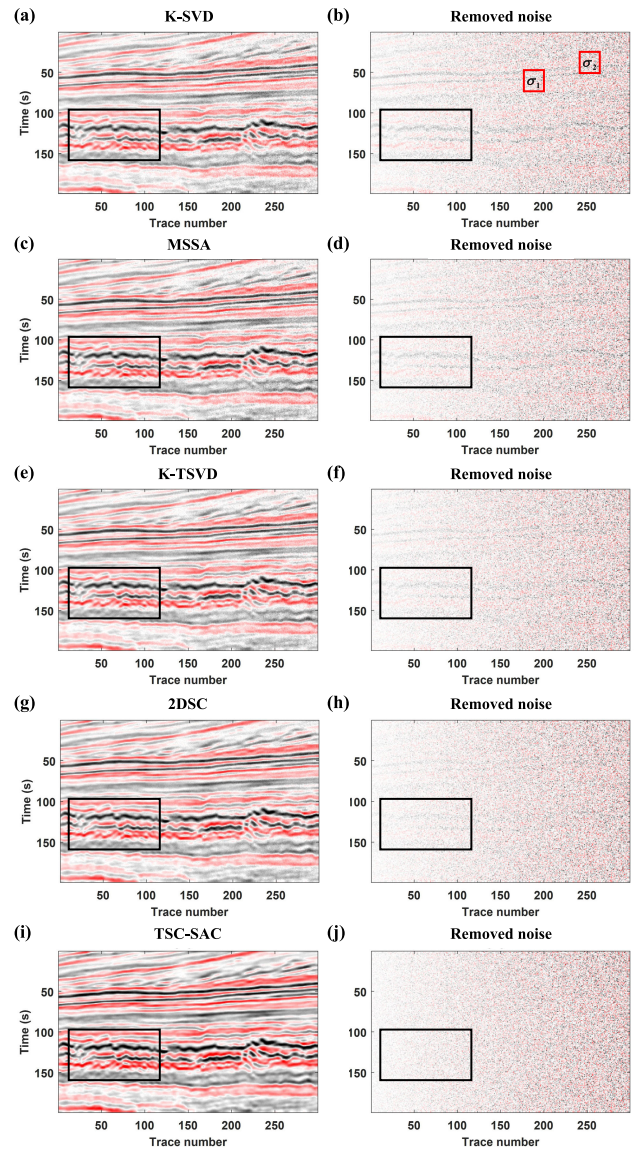 (a) K-SVD (b) Removed noise
σ₁ σ₂
Time (s)
50
100
150
50 100 150 200 250
Trace number
50
100
150
50 100 150 200 250
Trace number
(c) MSSA (d) Removed noise
Time (s)
50
100
150
50 100 150 200 250
Trace number
50
100
150
50 100 150 200 250
Trace number
(e) K-TSVD (f) Removed noise
Time (s)
50
100
150
50 100 150 200 250
Trace number
50
100
150
50 100 150 200 250
Trace number
(g) 2DSC (h) Removed noise
Time (s)
50
100
150
50 100 150 200 250
Trace number
50
100
150
50 100 150 200 250
Trace number
(i) TSC-SAC (j) Removed noise
Time (s)
50
100
150
50 100 150 200 250
Trace number
50
100
150
50 100 150 200 250
Trace number